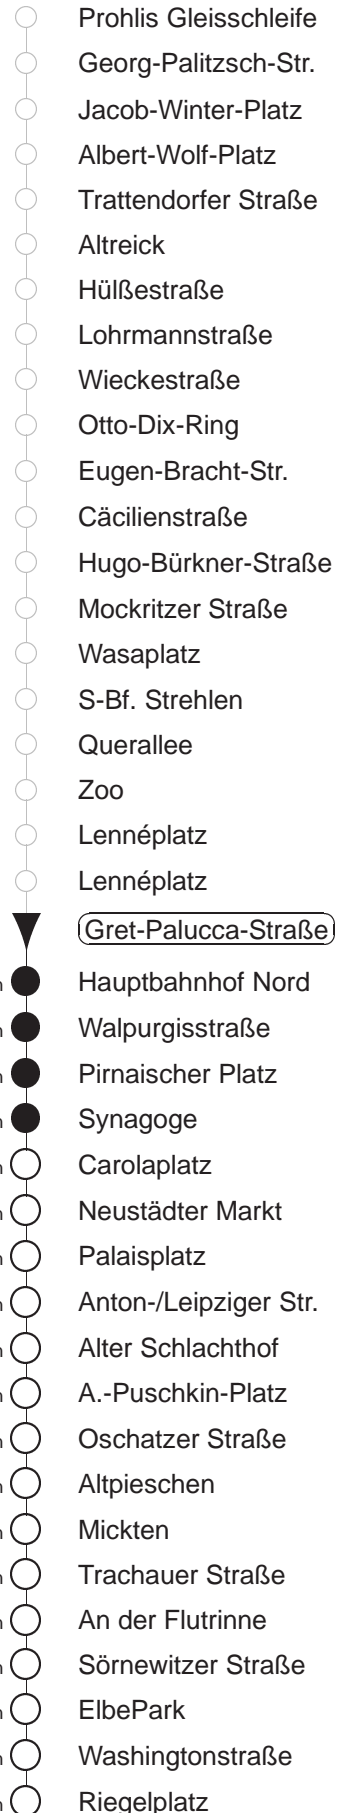 Prohlis Gleisschleife
Georg-Palitzsch-Str.
Jacob-Winter-Platz
Albert-Wolf-Platz
Trattendorfer Straße
Altreick
Hülßestraße
Lohrmannstraße
Wieckestraße
Otto-Dix-Ring
Eugen-Bracht-Str.
Cäcilienstraße
Hugo-Bürkner-Straße
Mockritzer Straße
Wasaplatz
S-Bf. Strehlen
Querallee
Zoo
Lennéplatz
Lennéplatz
Gret-Palucca-Straße
Hauptbahnhof Nord
Walpurgisstraße
Pirnaischer Platz
Synagoge
Carolaplatz
Neustädter Markt
Palaisplatz
Anton-/Leipziger Str.
Alter Schlachthof
A.-Puschkin-Platz
Oschatzer Straße
Altpieschen
Mickten
Trachauer Straße
An der Flutrinne
Sörnewitzer Straße
ElbePark
Washingtonstraße
Riegelplatz